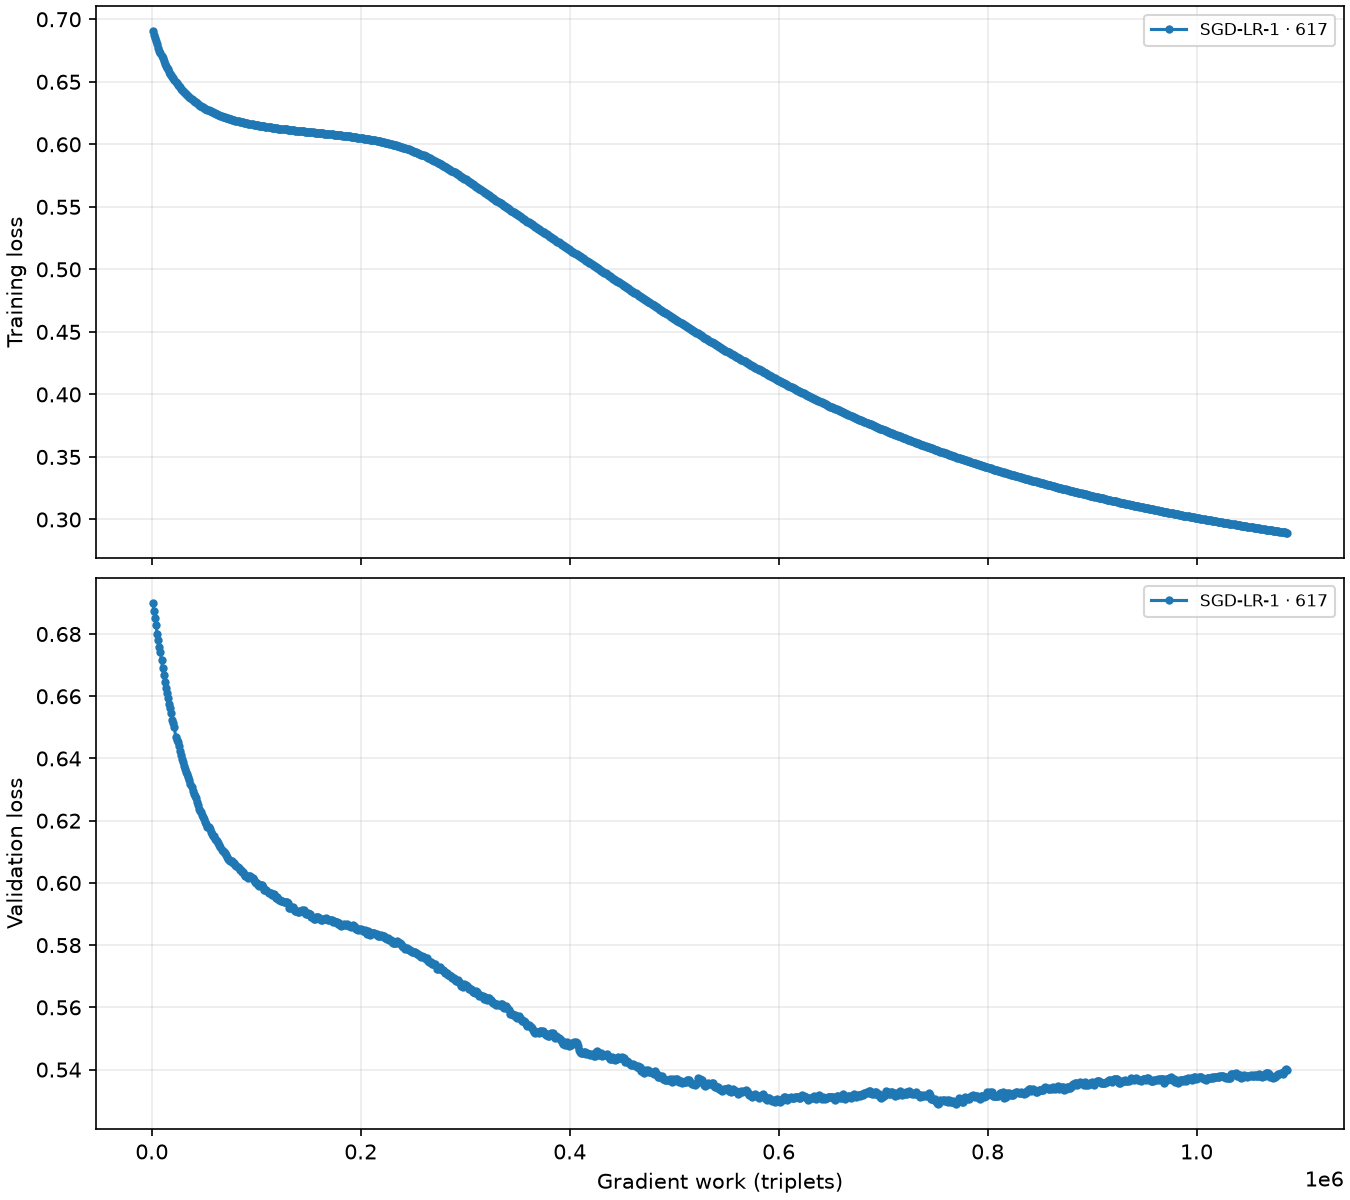 0.70
0.65
0.60
0.55
0.50
0.45
0.40
0.35
0.30
Training loss
SGD-LR-1 · 617
0.68
0.66
0.64
0.62
0.60
0.58
0.56
0.54
Validation loss
SGD-LR-1 · 617
0.0 0.2 0.4 0.6 0.8 1.0
Gradient work (triplets)
1e6